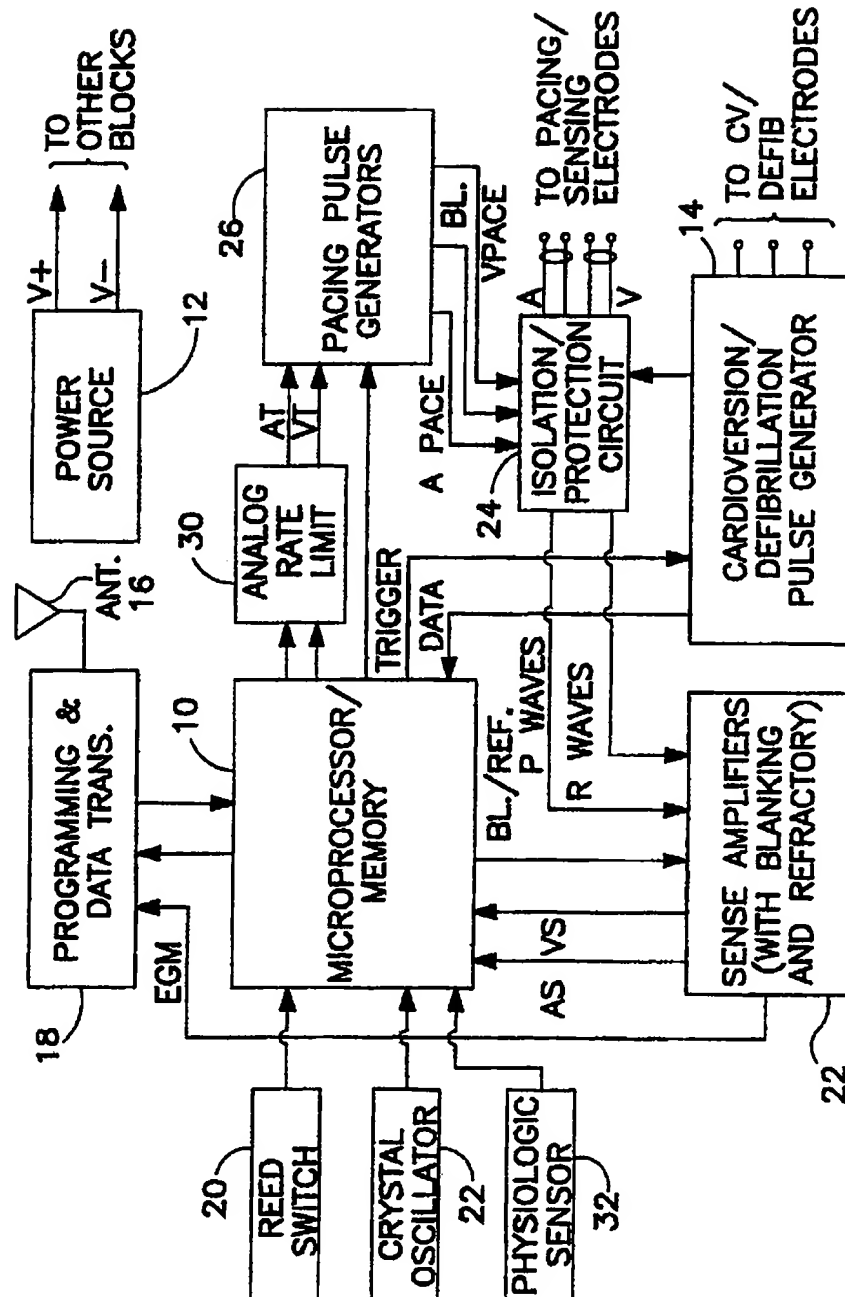 PROGRAMMING &
DATA TRANS.
18
ANT.
16
POWER
SOURCE
12
V+
V−
TO
OTHER
BLOCKS
EGM
20
REED
SWITCH
CRYSTAL
OSCILLATOR
22
PHYSIOLOGIC
SENSOR
32
10
MICROPROCESSOR/
MEMORY
30
ANALOG
RATE
LIMIT
AT
VT
26
PACING PULSE
GENERATORS
TRIGGER
DATA
A PACE
BL.
VPACE
AS
VS
BL./REF.
P WAVES
R WAVES
24
ISOLATION/
PROTECTION
CIRCUIT
A
V
TO PACING/
SENSING
ELECTRODES
22
SENSE AMPLIFIERS
(WITH BLANKING
AND REFRACTORY)
14
CARDIOVERSION/
DEFIBRILLATION
PULSE GENERATOR
TO CV/
DEFIB
ELECTRODES